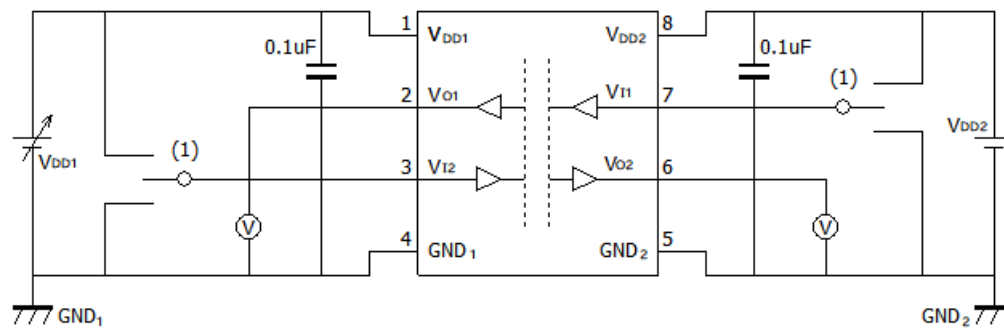 1
VDD1
VDD2
8
0.1uF
0.1uF
2
VO1
VI1
7
(1)
VDD1
(1)
3
VI2
VO2
6
VDD2
V
V
4
GND1
GND2
5
GND1
GND2